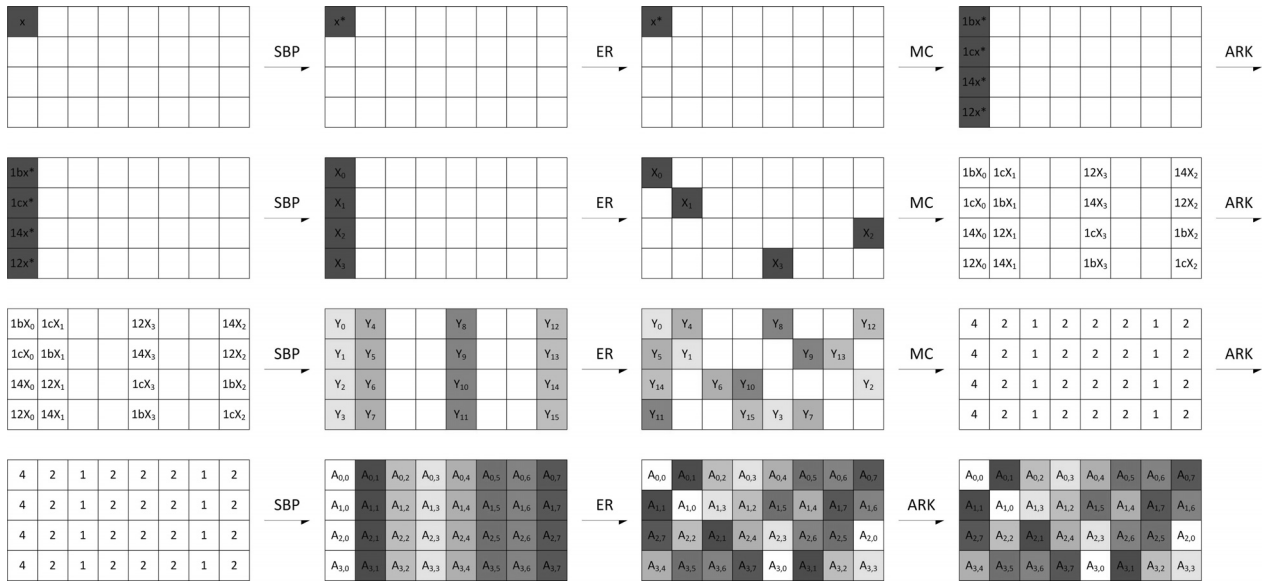 x SBP x* ER x* MC 1bx* ARK
1cx*
14x*
12x*
1bx* SBP X0 ER X0 MC 1bX0 1cX1 12X3 14X2 ARK
1cx* X1 X1 1cX0 1bX1 14X3 12X2
14x* X2 X2 14X0 12X1 1cX3 1bX2
12x* X3 X3 12X0 14X1 1bX3 1cX2
1bX0 1cX1 12X3 14X2 SBP Y0 Y4 Y8 Y12 ER Y0 Y4 Y8 Y12 MC 4 2 1 2 2 2 1 2 ARK
1cX0 1bX1 14X3 12X2 Y1 Y5 Y9 Y13 Y5 Y1 Y9 Y13 4 2 1 2 2 2 1 2
14X0 12X1 1cX3 1bX2 Y2 Y6 Y10 Y14 Y14 Y6 Y10 Y2 4 2 1 2 2 2 1 2
12X0 14X1 1bX3 1cX2 Y3 Y7 Y11 Y15 Y11 Y15 Y3 Y7 4 2 1 2 2 2 1 2
4 2 1 2 2 2 1 2 SBP A0,0 A0,1 A0,2 A0,3 A0,4 A0,5 A0,6 A0,7 ER A0,0 A0,1 A0,2 A0,3 A0,4 A0,5 A0,6 A0,7 ARK A0,0 A0,1 A0,2 A0,3 A0,4 A0,5 A0,6 A0,7
4 2 1 2 2 2 1 2 A1,0 A1,1 A1,2 A1,3 A1,4 A1,5 A1,6 A1,7 A1,1 A1,0 A1,3 A1,2 A1,5 A1,4 A1,7 A1,6 A1,1 A1,0 A1,3 A1,2 A1,5 A1,4 A1,7 A1,6
4 2 1 2 2 2 1 2 A2,0 A2,1 A2,2 A2,3 A2,4 A2,5 A2,6 A2,7 A2,7 A2,2 A2,1 A2,4 A2,3 A2,6 A2,5 A2,0 A2,7 A2,2 A2,1 A2,4 A2,3 A2,6 A2,5 A2,0
4 2 1 2 2 2 1 2 A3,0 A3,1 A3,2 A3,3 A3,4 A3,5 A3,6 A3,7 A3,4 A3,5 A3,6 A3,7 A3,0 A3,1 A3,2 A3,3 A3,4 A3,5 A3,6 A3,7 A3,0 A3,1 A3,2 A3,3